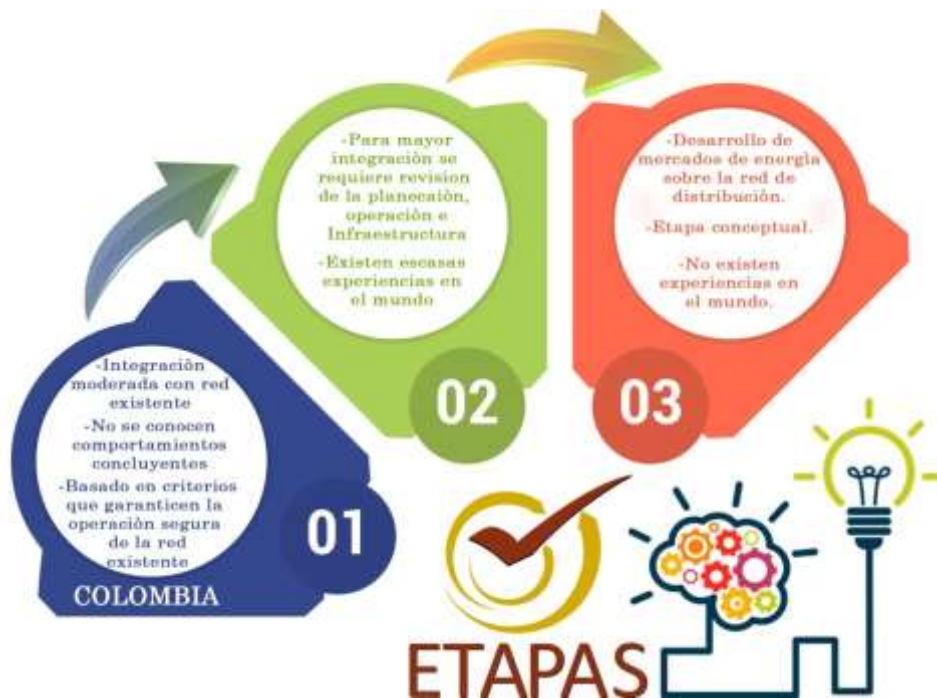 -Integración
moderada con red
existente
-No se conocen
comportamientos
concluyentes
-Basado en criterios
que garanticen la
operación segura
de la red
existente
01
COLOMBIA
-Para mayor
integración se
requiere revision
de la planecaión,
operación e
Infraestructura
-Existen escasas
experiencias en
el mundo
02
-Desarrollo de
mercados de energìa
sobre la red de
distribución.
-Etapa conceptual.
-No existen
experiencias en
el mundo.
03
ETAPAS